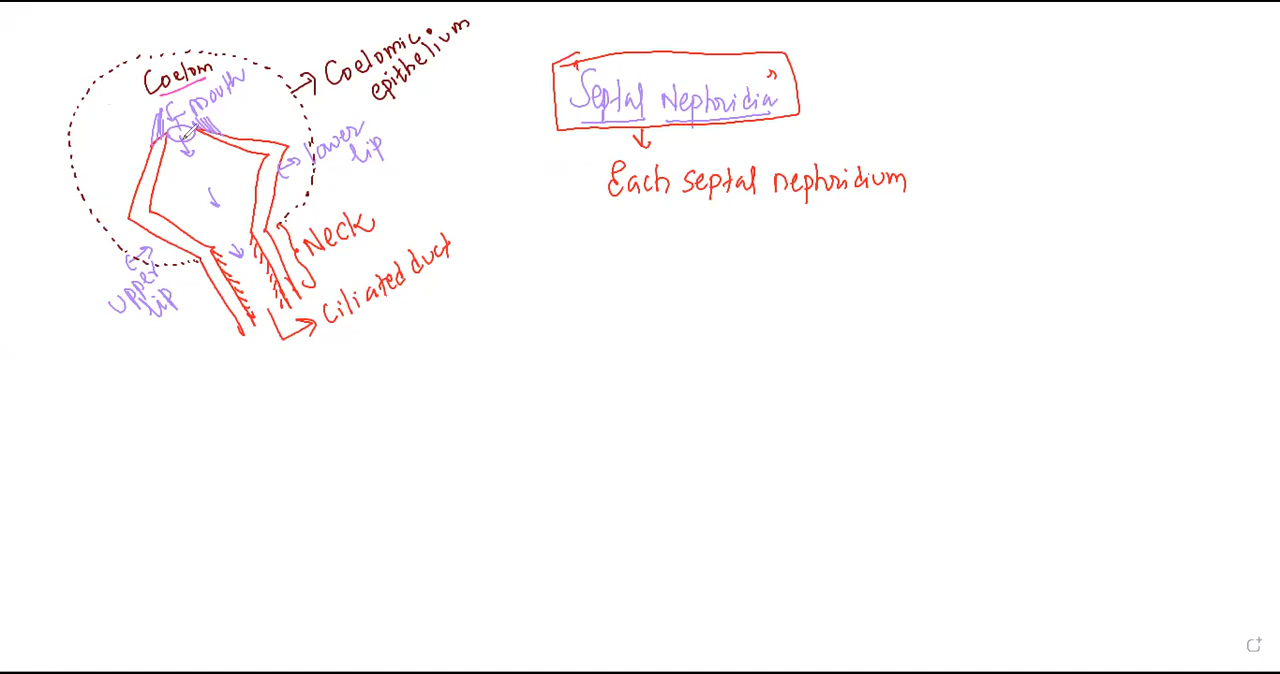 Coelom
mouth
Coelomic
epithelium
lower
lip
Neck
upper
lip
Ciliated duct
Septal Nephridia
Each septal nephridium